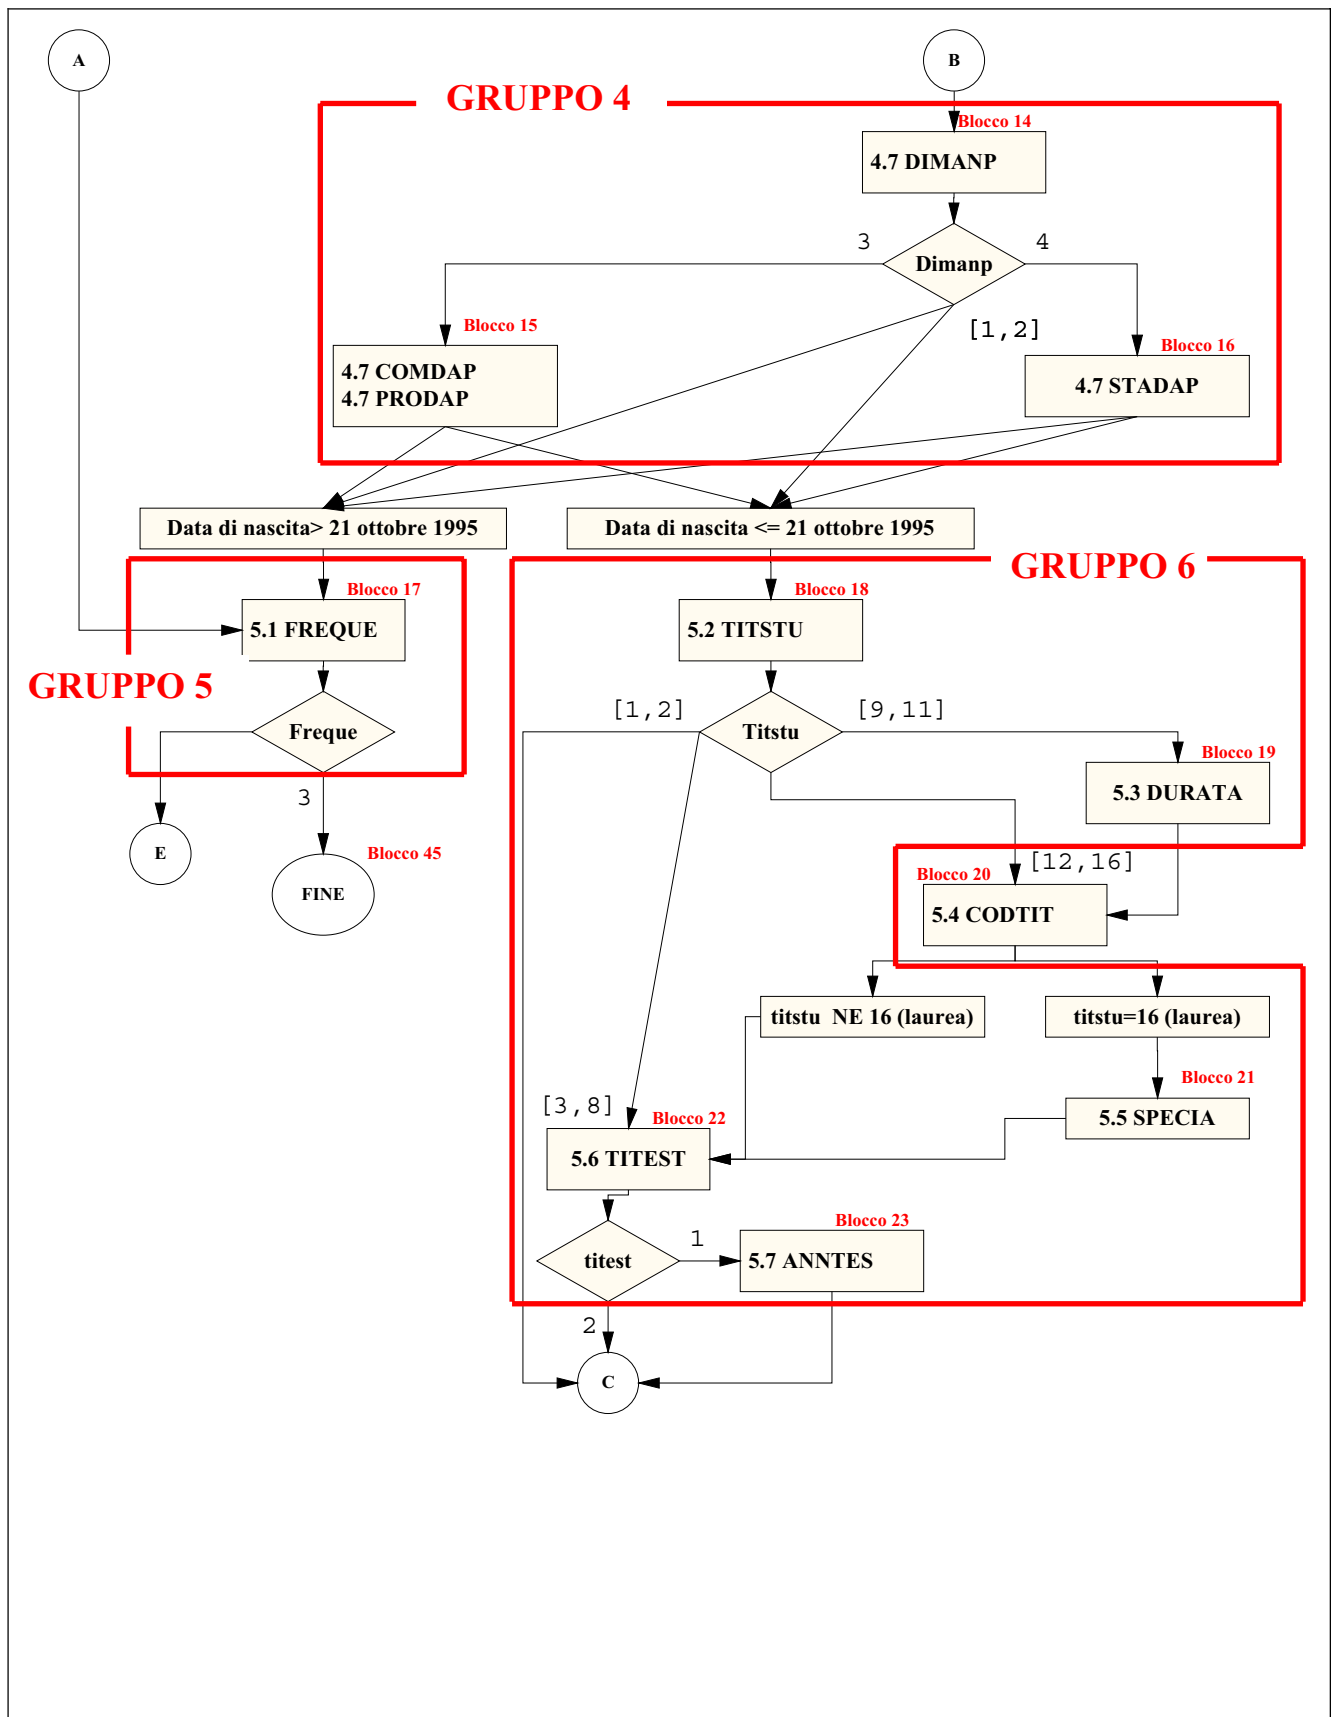 A
B
GRUPPO 4
Blocco 14
4.7 DIMANP
3
4
Dimanp
[1,2]
Blocco 15
Blocco 16
4.7 COMDAP
4.7 PRODAP
4.7 STADAP
Data di nascita> 21 ottobre 1995
Data di nascita <= 21 ottobre 1995
GRUPPO 6
Blocco 17
Blocco 18
5.1 FREQUE
5.2 TITSTU
GRUPPO 5
[1,2]
[9,11]
Freque
Titstu
Blocco 19
3
5.3 DURATA
E
Blocco 45
FINE
[12,16]
Blocco 20
5.4 CODTIT
titstu  NE 16 (laurea)
titstu=16 (laurea)
Blocco 21
[3,8]
Blocco 22
5.5 SPECIA
5.6 TITEST
Blocco 23
1
titest
5.7 ANNTES
2
C